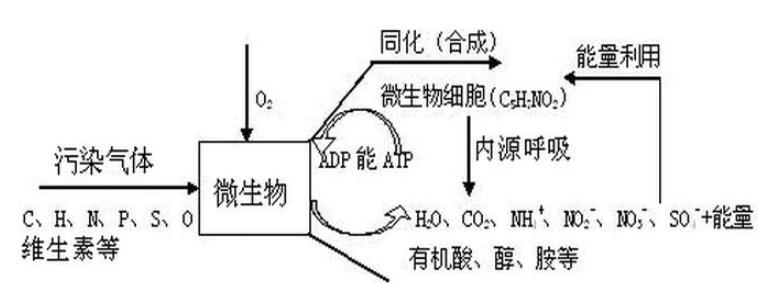 同化（合成）
能量利用
O₂
微生物细胞(C₅H₇NO₂)
污染气体
ADP 能 ATP
内源呼吸
微生物
C、H、N、P、S、O
H₂O、CO₂、NH₄⁺、NO₂⁻、NO₃⁻、SO₄⁻+能量
维生素等
有机酸、醇、胺等